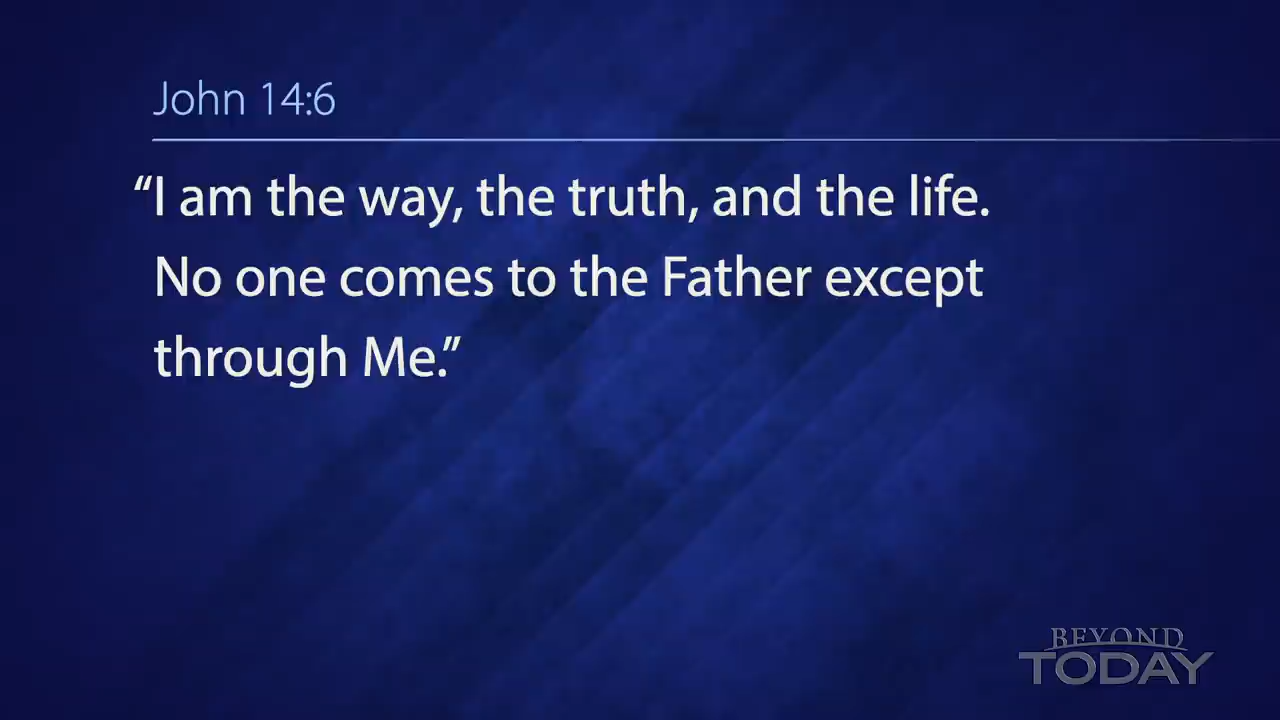 John 14:6
“I am the way, the truth, and the life.
No one comes to the Father except
through Me.”
BEYOND
TODAY